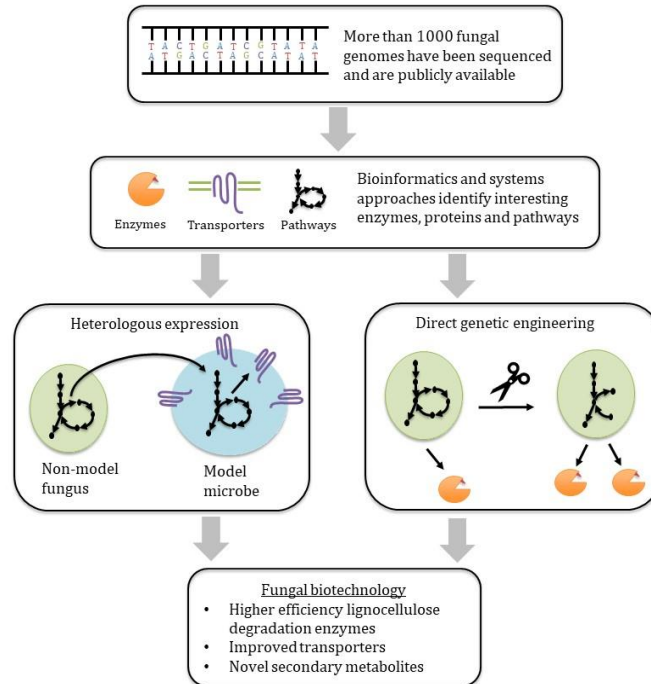 T A C T G A T C G T A T A
A T G A C T A G C A T A T
More than 1000 fungal
genomes have been sequenced
and are publicly available
Enzymes
Transporters
Pathways
Bioinformatics and systems
approaches identify interesting
enzymes, proteins and pathways
Heterologous expression
Non-model
fungus
Model
microbe
Direct genetic engineering
Fungal biotechnology
• Higher efficiency lignocellulose
degradation enzymes
• Improved transporters
• Novel secondary metabolites